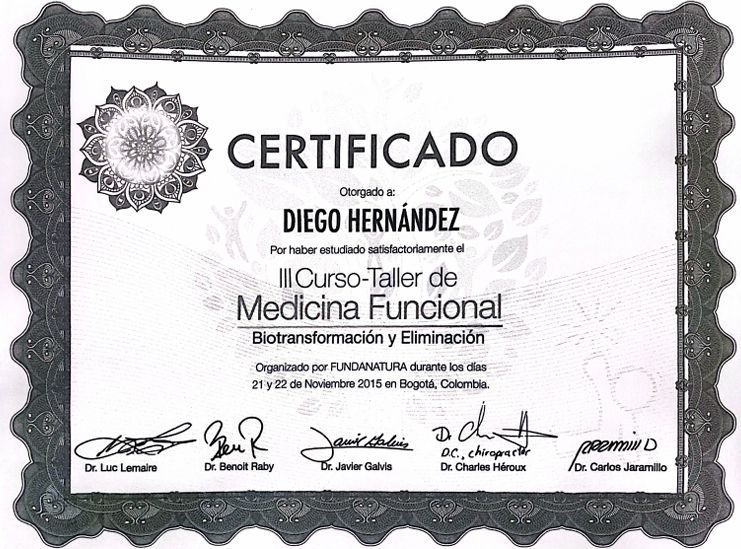 CERTIFICADO
Otorgado a:
DIEGO HERNÁNDEZ
Por haber estudiado satisfactoriamente el
III Curso-Taller de
Medicina Funcional
Biotransformación y Eliminación
Organizado por FUNDANATURA durante los días
21 y 22 de Noviembre 2015 en Bogotá, Colombia.
Javier Galvis
D.C., chiropractor
Dr. Luc Lemaire Dr. Benoit Raby Dr. Javier Galvis Dr. Charles Héroux Dr. Carlos Jaramillo